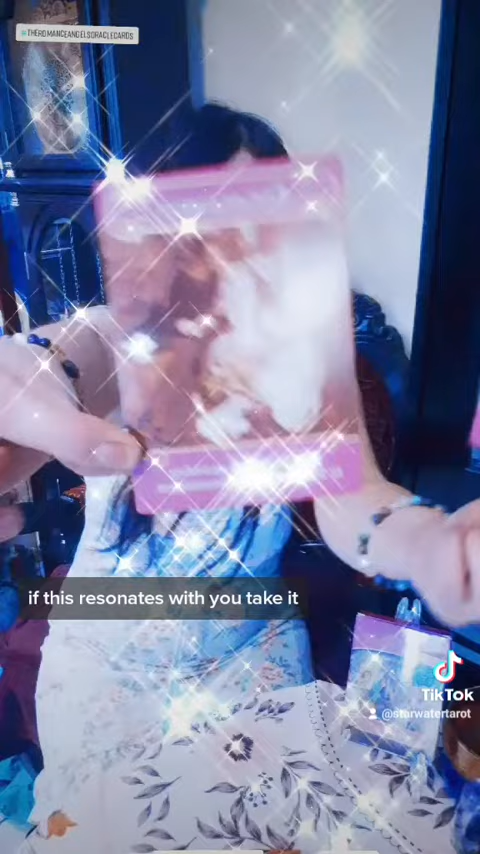 #THEROMANCEANGELSORACLECARDS
if this resonates with you take it
TikTok
@starwatertarot